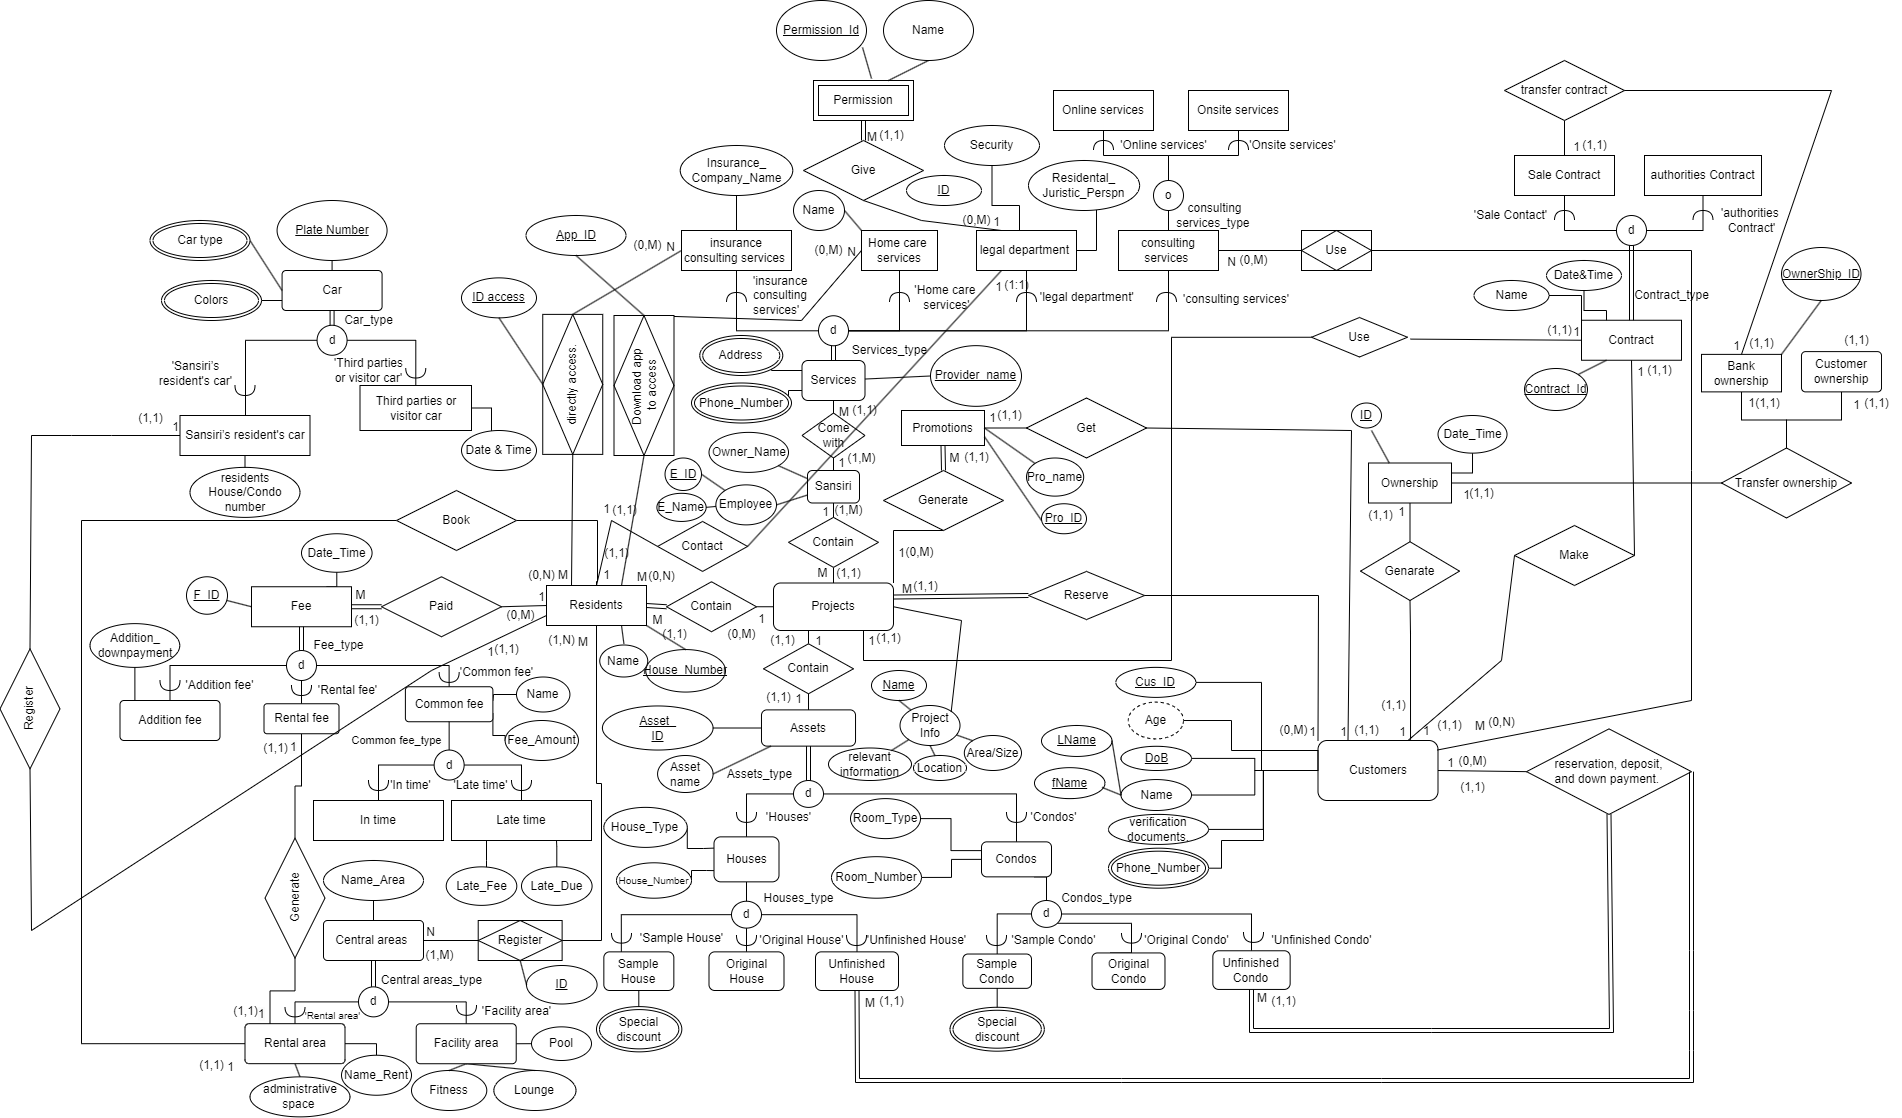 Permission_Id
Name
Permission
M (1,1)
Give
Security
ID
Residental_
Juristic_Perspn
(0,M) 1
legal department
Online services
Onsite services
'Online services'
'Onsite services'
o
consulting
services_type
consulting
services
N (0,M)
Use
transfer contract
1 (1,1)
Sale Contract
authorities Contract
'Sale Contact'
'authorities
Contract'
d
Contract_type
Date&Time
Name
(1,1) 1
Contract
Contract_Id
1 (1,1)
OwnerShip_ID
1 (1,1)
(1,1)
Bank
ownership
Customer
ownership
1(1,1)
1 (1,1)
Insurance_
Company_Name
Name
(0,M) N
insurance
consulting services
(0,M) N
Home care
services
'insurance
consulting
services'
'Home care
services'
1 (1:1)
'legal department'
'consulting services'
d
Services_type
Address
Phone_Number
Services
Provider_name
M (1,1)
Come
with
1 (1,M)
Owner_Name
E_ID
E_Name
Employee
Sansiri
1 (1,M)
Contain
M (1,1)
Promotions
1 (1,1)
Get
M (1,1)
Pro_name
Pro_ID
Generate
1(0,M)
Use
ID
Date_Time
Ownership
1(1,1)
Transfer ownership
(1,1) 1
Genarate
Make
Car type
Plate Number
Colors
Car
Car_type
d
'Sansiri's
resident's car'
'Third parties
or visitor car'
(1,1)
1
Sansiri's resident's car
Third parties or
visitor car
Date & Time
residents
House/Condo
number
App_ID
ID access
directly access.
Download app
to access
Book
1 (1,1)
Contact
(1,1)
(0,N) M
1
M(0,N)
Date_Time
F_ID
Fee
M
(1,1)
Paid
1
(0,M)
Residents
(1,N) M
1(1,1)
M
(1,1)
Contain
(0,M)
1
Name
House_Number
Projects
(1,1) 1
1(1,1)
M(1,1)
Reserve
Contain
(1,1) 1
Addition_
downpayment
Fee_type
d
'Addition fee'
'Rental fee'
'Common fee'
Addition fee
Rental fee
Common fee
Name
Fee_Amount
(1,1) 1
Common fee_type
d
'In time'
'Late time'
In time
Late time
Late_Fee
Late_Due
Register
Generate
Asset_
ID
Assets
Asset
name
Assets_type
d
Name
Project
Info
relevant
information
Location
Area/Size
'Houses'
'Condos'
House_Type
House_Number
Houses
Room_Type
Room_Number
Condos
Houses_type
d
Condos_type
d
'Sample House'
'Original House'
'Unfinished House'
'Sample Condo'
'Original Condo'
'Unfinished Condo'
Sample
House
Original
House
Unfinished
House
Sample
Condo
Original
Condo
Unfinished
Condo
M (1,1)
M (1,1)
Special
discount
Special
discount
Cus_ID
Age
LName
DoB
fName
Name
verification
documents.
Phone_Number
(0,M) 1
1 (1,1)
(1,1)
1
1 (1,1)
M (0,N)
Customers
1 (0,M)
(1,1)
reservation, deposit,
and down payment.
Name_Area
Central areas
N
(1,M)
Register
ID
Central areas_type
d
(1,1)1
'Rental area'
'Facility area'
Rental area
(1,1) 1
Facility area
Pool
Name_Rent
administrative
space
Fitness
Lounge